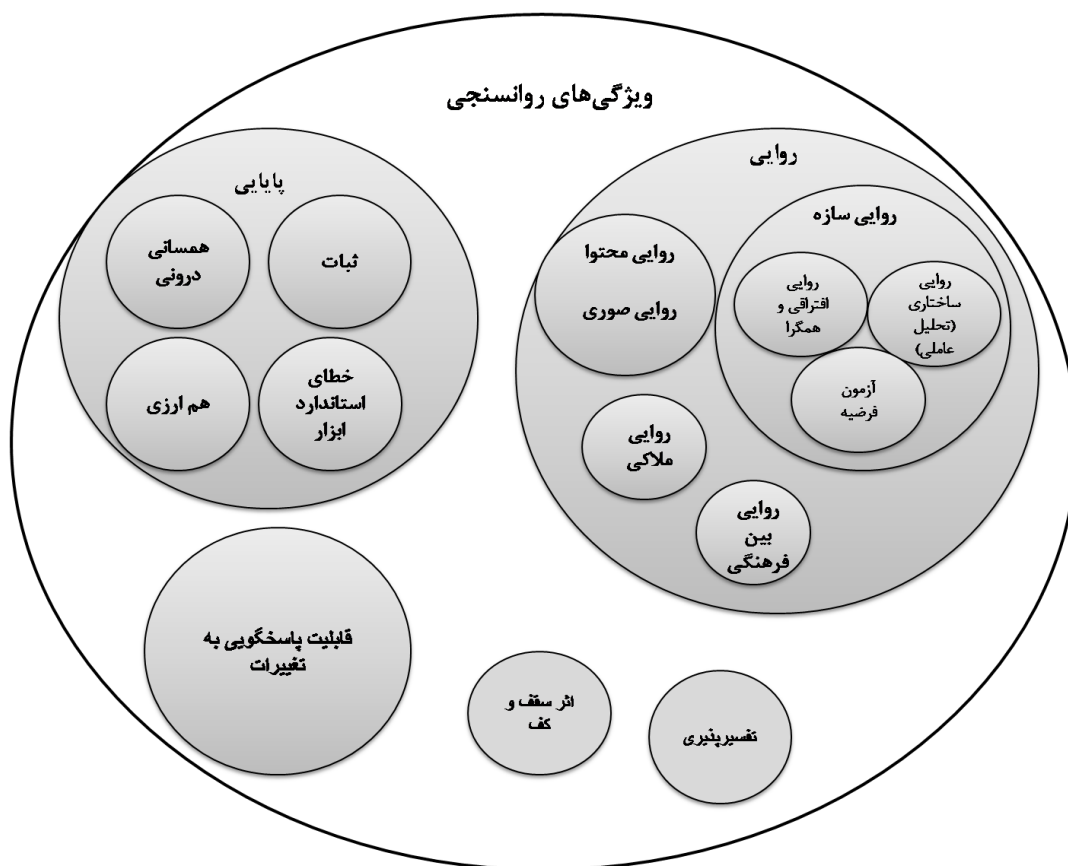 ویژگی‌های روانسنجی
روایی
روایی سازه
روایی
افتراقی و
همگرا
روایی
ساختاری
(تحلیل
عاملی)
آزمون
فرضیه
روایی محتوا
روایی صوری
روایی
ملاکی
روایی
بین
فرهنگی
پایایی
همسانی
درونی
ثبات
هم ارزی
خطای
استاندارد
ابزار
قابلیت پاسخگویی به
تغییرات
اثر سقف و
کف
تفسیرپذیری